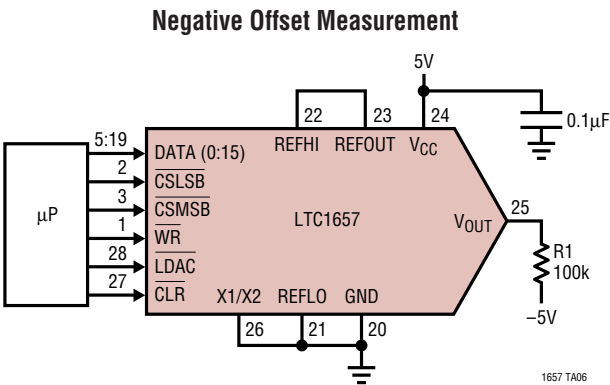 Negative Offset Measurement
5V
22 23 24
0.1µF
5:19
2
3
1
28
27
µP
DATA (0:15)
CSLSB
CSMSB
WR
LDAC
CLR
REFHI REFOUT VCC
LTC1657
VOUT
25
R1
100k
–5V
X1/X2 REFLO GND
26 21 20
1657 TA06